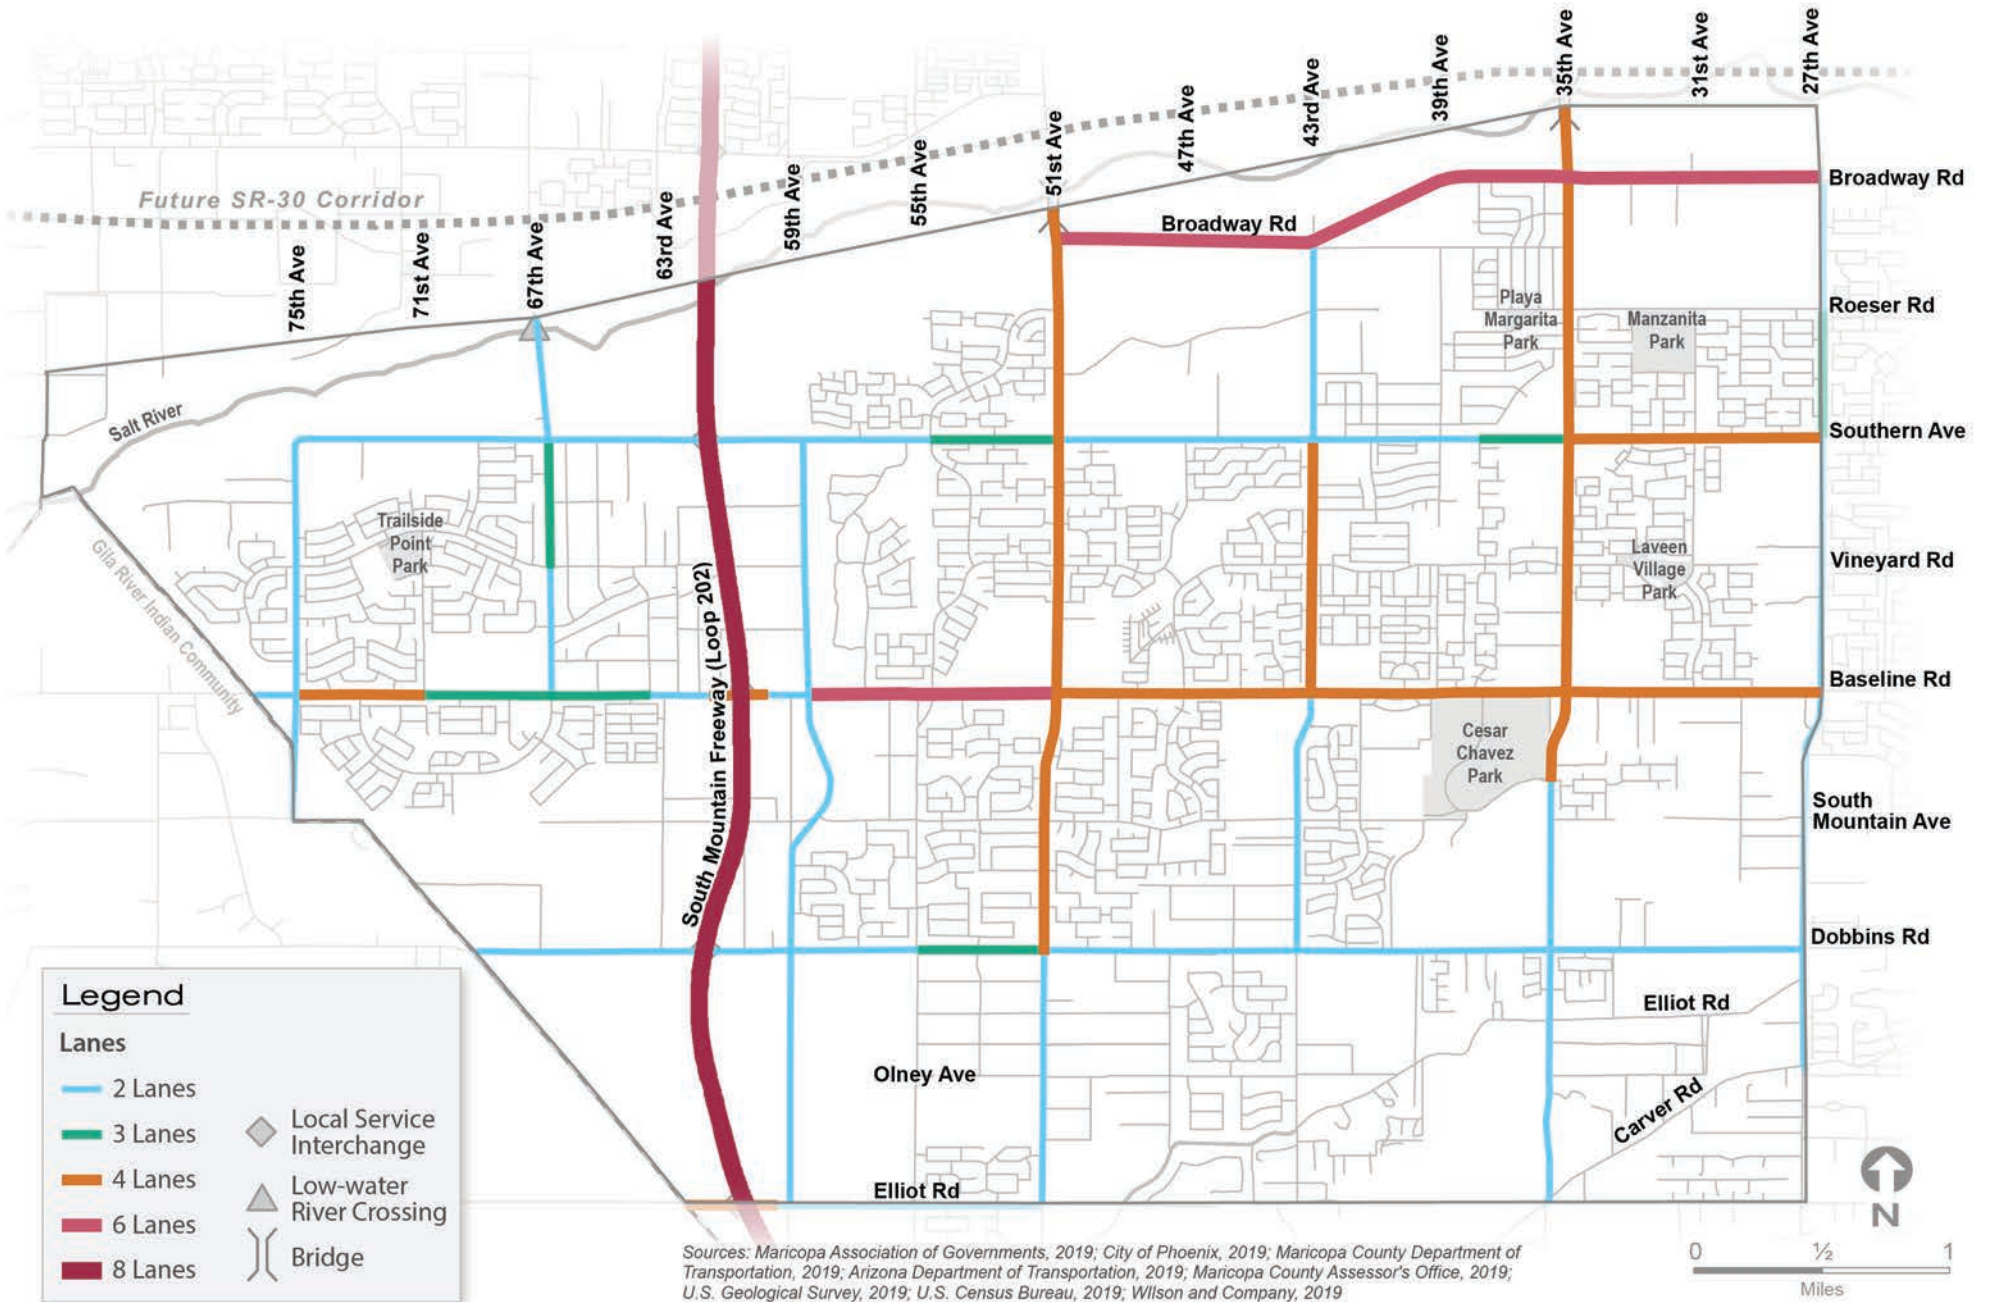 75th Ave
71st Ave
67th Ave
63rd Ave
59th Ave
55th Ave
51st Ave
47th Ave
43rd Ave
39th Ave
35th Ave
31st Ave
27th Ave
Future SR-30 Corridor
Broadway Rd
Broadway Rd
Roeser Rd
Playa
Margarita
Park
Manzanita
Park
Salt River
Southern Ave
Trailside
Point
Park
Laveen
Village
Park
Vineyard Rd
Gila River Indian Community
South Mountain Freeway (Loop 202)
Baseline Rd
Cesar
Chavez
Park
South
Mountain Ave
Dobbins Rd
Elliot Rd
Olney Ave
Carver Rd
Elliot Rd
Legend
Lanes
2 Lanes
3 Lanes
4 Lanes
6 Lanes
8 Lanes
Local Service
Interchange
Low-water
River Crossing
Bridge
N
0 ½ 1
Miles
Sources: Maricopa Association of Governments, 2019; City of Phoenix, 2019; Maricopa County Department of
Transportation, 2019; Arizona Department of Transportation, 2019; Maricopa County Assessor's Office, 2019;
U.S. Geological Survey, 2019; U.S. Census Bureau, 2019; WIlson and Company, 2019